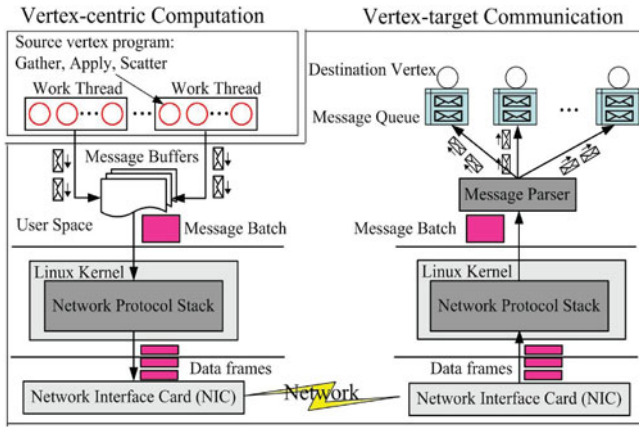 Vertex-centric Computation
Source vertex program:
Gather, Apply, Scatter
Work Thread
Work Thread
...
...
...
Message Buffers
User Space
Message Batch
Linux Kernel
Network Protocol Stack
Data frames
Network Interface Card (NIC)
Network
Vertex-target Communication
Destination Vertex
Message Queue
...
Message Parser
Message Batch
Linux Kernel
Network Protocol Stack
Data frames
Network Interface Card (NIC)